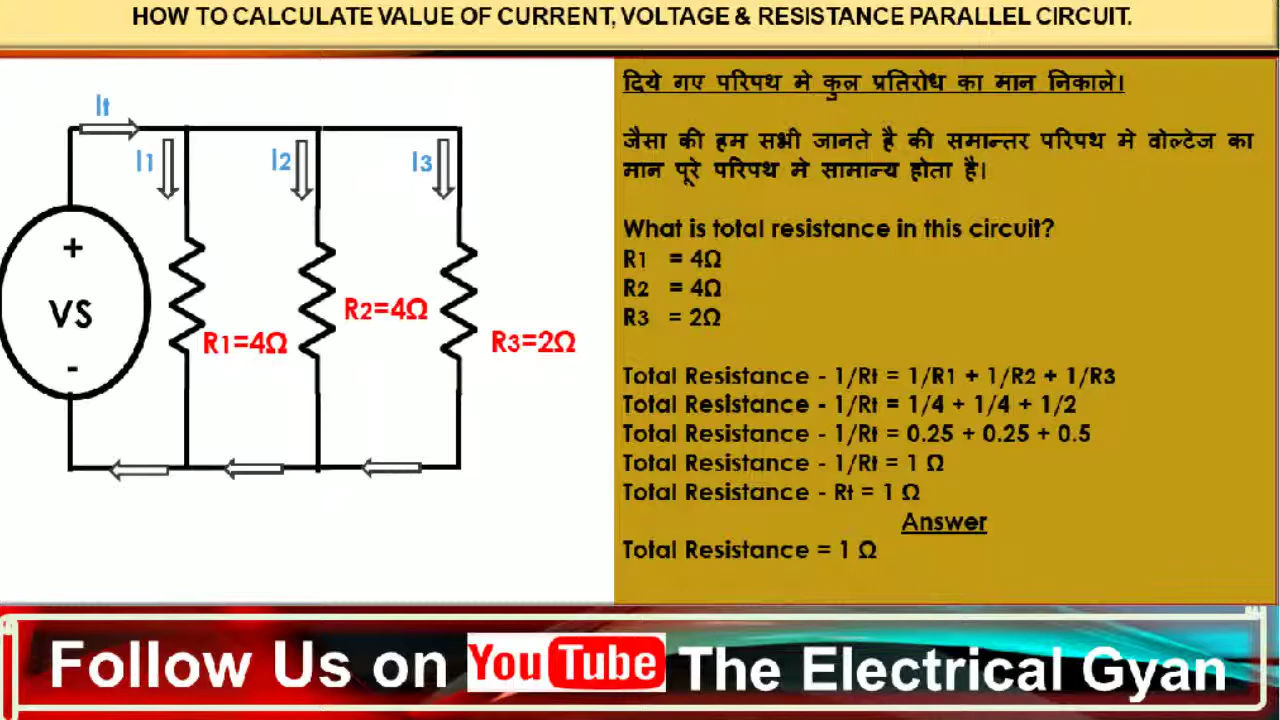 HOW TO CALCULATE VALUE OF CURRENT, VOLTAGE & RESISTANCE PARALLEL CIRCUIT.
It
I1
I2
I3
+
VS
-
R1=4Ω
R2=4Ω
R3=2Ω
दिये गए परिपथ मे कुल प्रतिरोध का मान निकाले।
जैसा की हम सभी जानते है की समान्तर परिपथ मे वोल्टेज का
मान पूरे परिपथ मे सामान्य होता है।
What is total resistance in this circuit?
R1 = 4Ω
R2 = 4Ω
R3 = 2Ω
Total Resistance - 1/Rt = 1/R1 + 1/R2 + 1/R3
Total Resistance - 1/Rt = 1/4 + 1/4 + 1/2
Total Resistance - 1/Rt = 0.25 + 0.25 + 0.5
Total Resistance - 1/Rt = 1 Ω
Total Resistance - Rt = 1 Ω
Answer
Total Resistance = 1 Ω
Follow Us on YouTube The Electrical Gyan